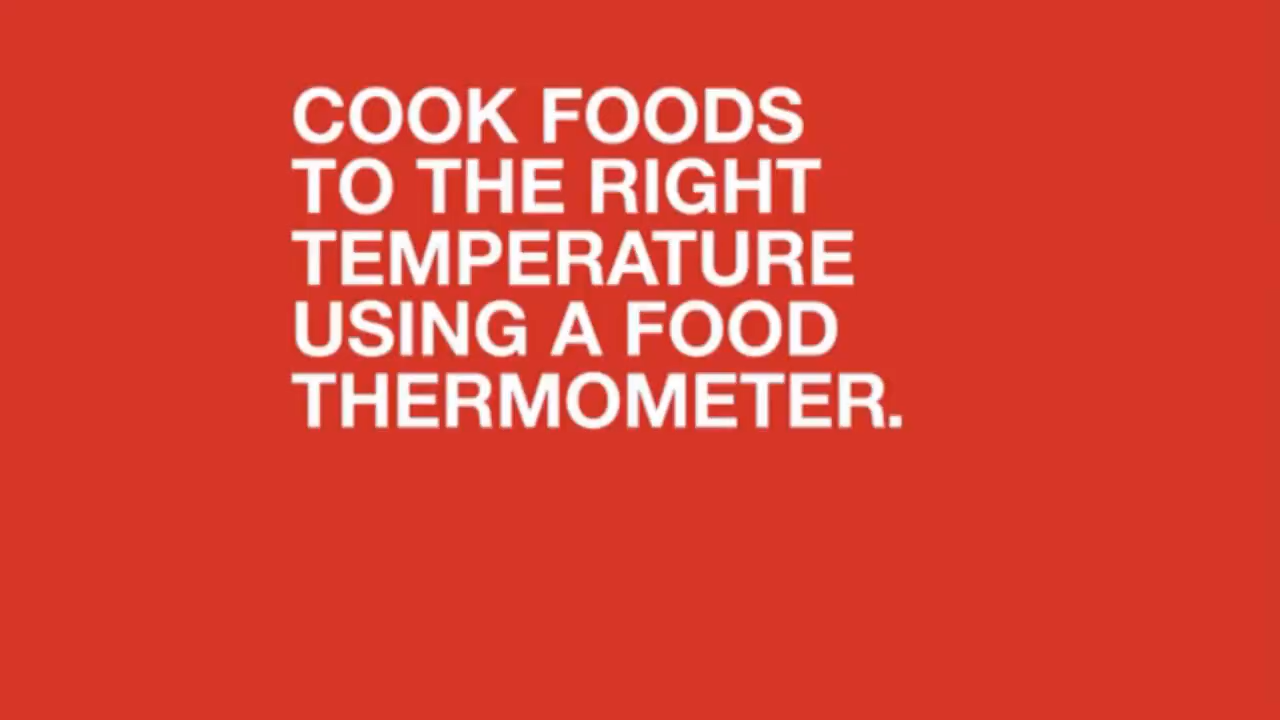 COOK FOODS
TO THE RIGHT
TEMPERATURE
USING A FOOD
THERMOMETER.